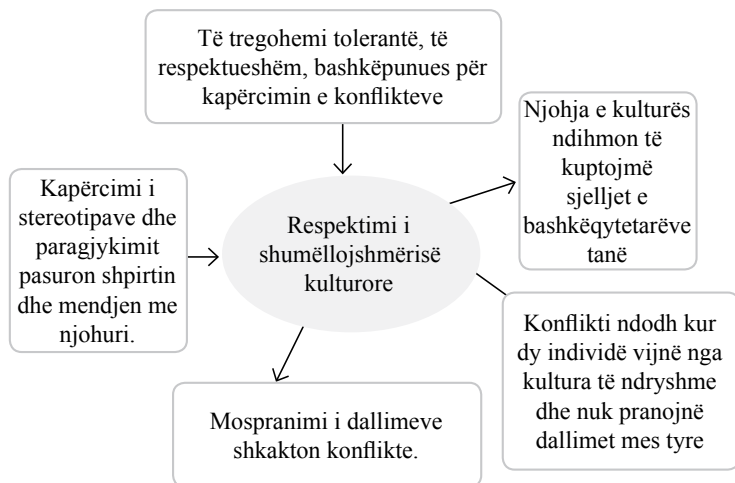 Të tregohemi tolerantë, të
respektueshëm, bashkëpunues për
kapërcimin e konflikteve
Njohja e kulturës
ndihmon të
kuptojmë
sjelljet e
bashkëqytetarëve
tanë
Kapërcimi i
stereotipave dhe
paragjykimit
pasuron shpirtin
dhe mendjen me
njohuri.
Respektimi i
shumëllojshmërisë
kulturore
Konflikti ndodh kur
dy individë vijnë nga
kultura të ndryshme
dhe nuk pranojnë
dallimet mes tyre
Mospranimi i dallimeve
shkakton konflikte.